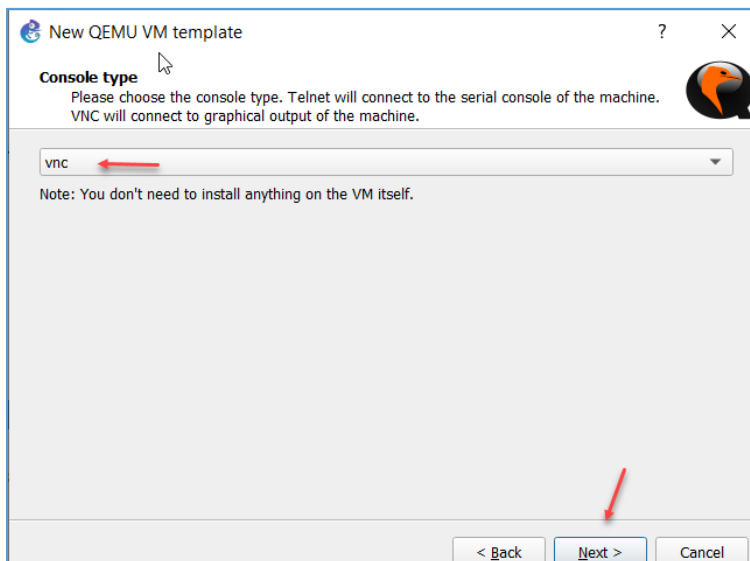 New QEMU VM template
Console type
Please choose the console type. Telnet will connect to the serial console of the machine.
VNC will connect to graphical output of the machine.
vnc
Note: You don't need to install anything on the VM itself.
< Back
Next >
Cancel